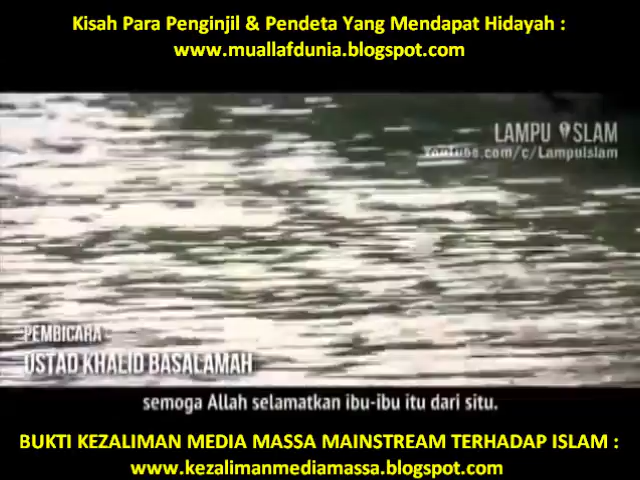 Kisah Para Penginjil & Pendeta Yang Mendapat Hidayah :
www.muallafdunia.blogspot.com
LAMPU ISLAM
YouTube.com/c/LampuIslam
PEMBICARA :
USTAD KHALID BASALAMAH
semoga Allah selamatkan ibu-ibu itu dari situ.
BUKTI KEZALIMAN MEDIA MASSA MAINSTREAM TERHADAP ISLAM :
www.kezalimanmediamassa.blogspot.com